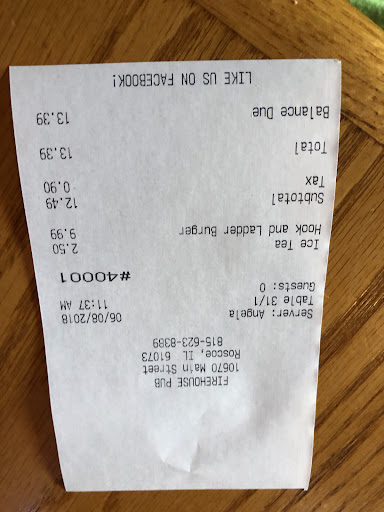 FIREHOUSE PUB
10670 Main Street
Roscoe, IL 61073
815-623-8389
Server: Angela 06/08/2018
Table 31/1 11:37 AM
Guests: 0
#40001
Ice Tea 2.50
Hook and Ladder Burger 9.99
Subtotal 12.49
Tax 0.90
Total 13.39
Balance Due 13.39
LIKE US ON FACEBOOK!